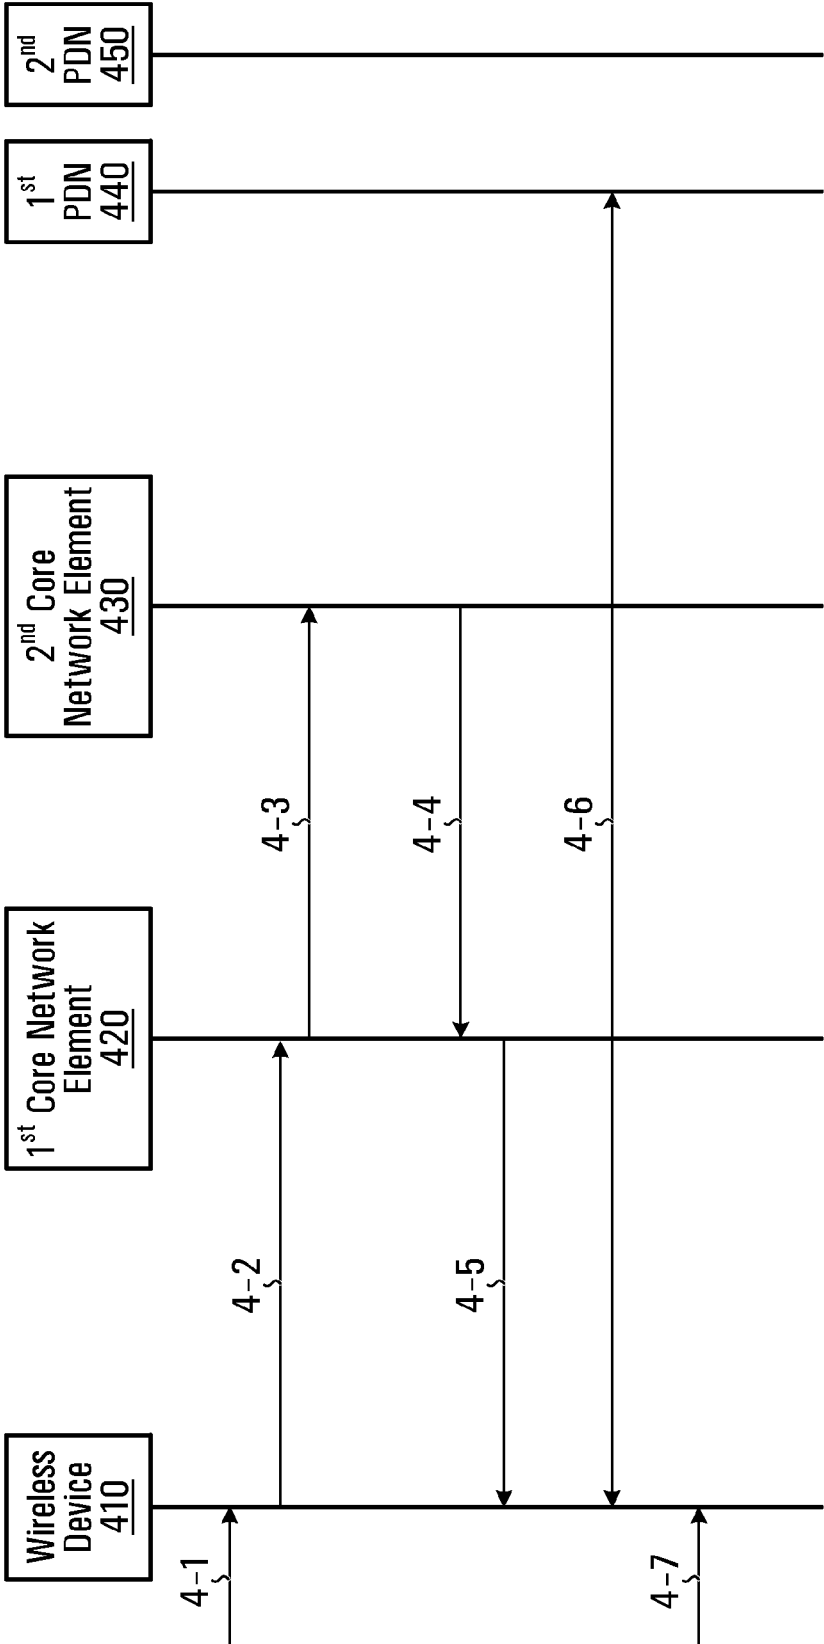 Wireless
Device
410
1st Core Network
Element
420
2nd Core
Network Element
430
1st
PDN
440
2nd
PDN
450
4-1
4-2
4-3
4-4
4-5
4-6
4-7